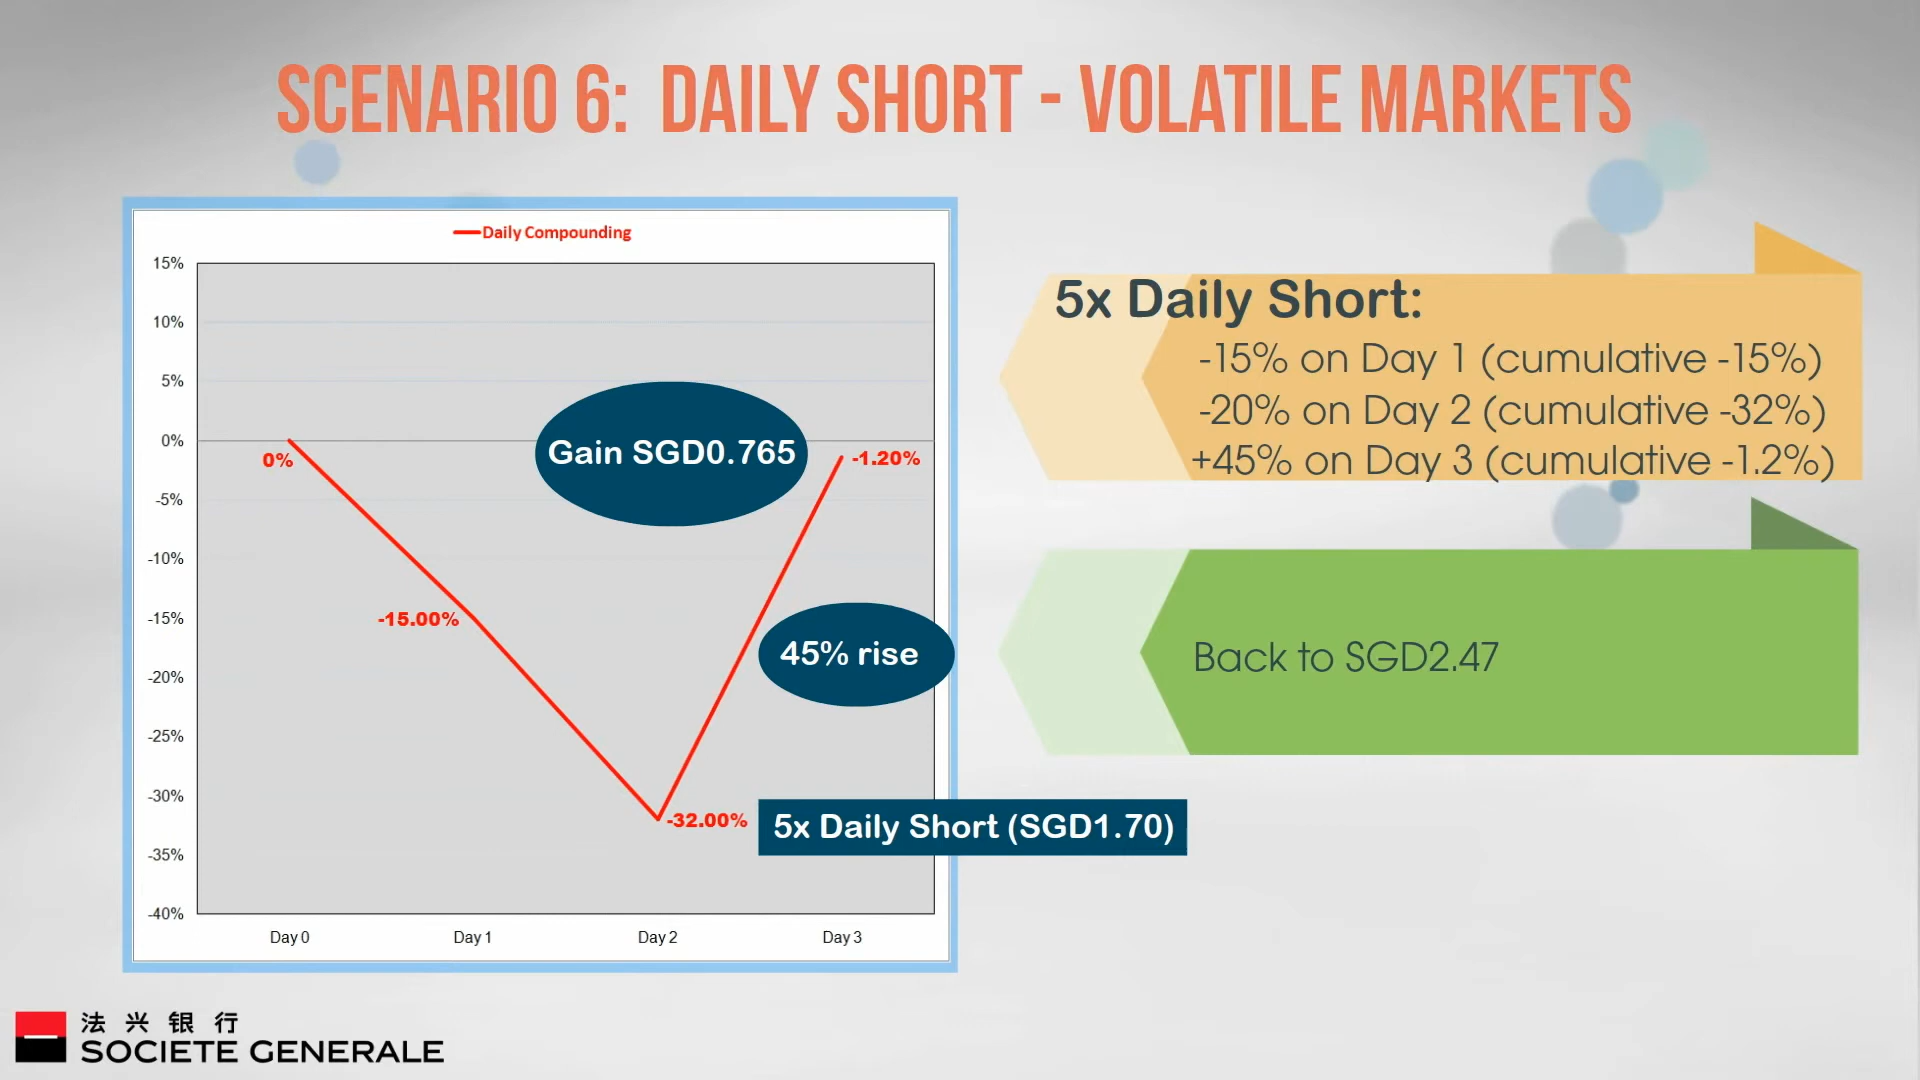 SCENARIO 6: DAILY SHORT - VOLATILE MARKETS
Daily Compounding
15%
10%
5%
0%
-5%
-10%
-15%
-20%
-25%
-30%
-35%
-40%
0%
-15.00%
-32.00%
-1.20%
Gain SGD0.765
45% rise
5x Daily Short (SGD1.70)
Day 0
Day 1
Day 2
Day 3
5x Daily Short:
-15% on Day 1 (cumulative -15%)
-20% on Day 2 (cumulative -32%)
+45% on Day 3 (cumulative -1.2%)
Back to SGD2.47
法兴银行
SOCIETE GENERALE